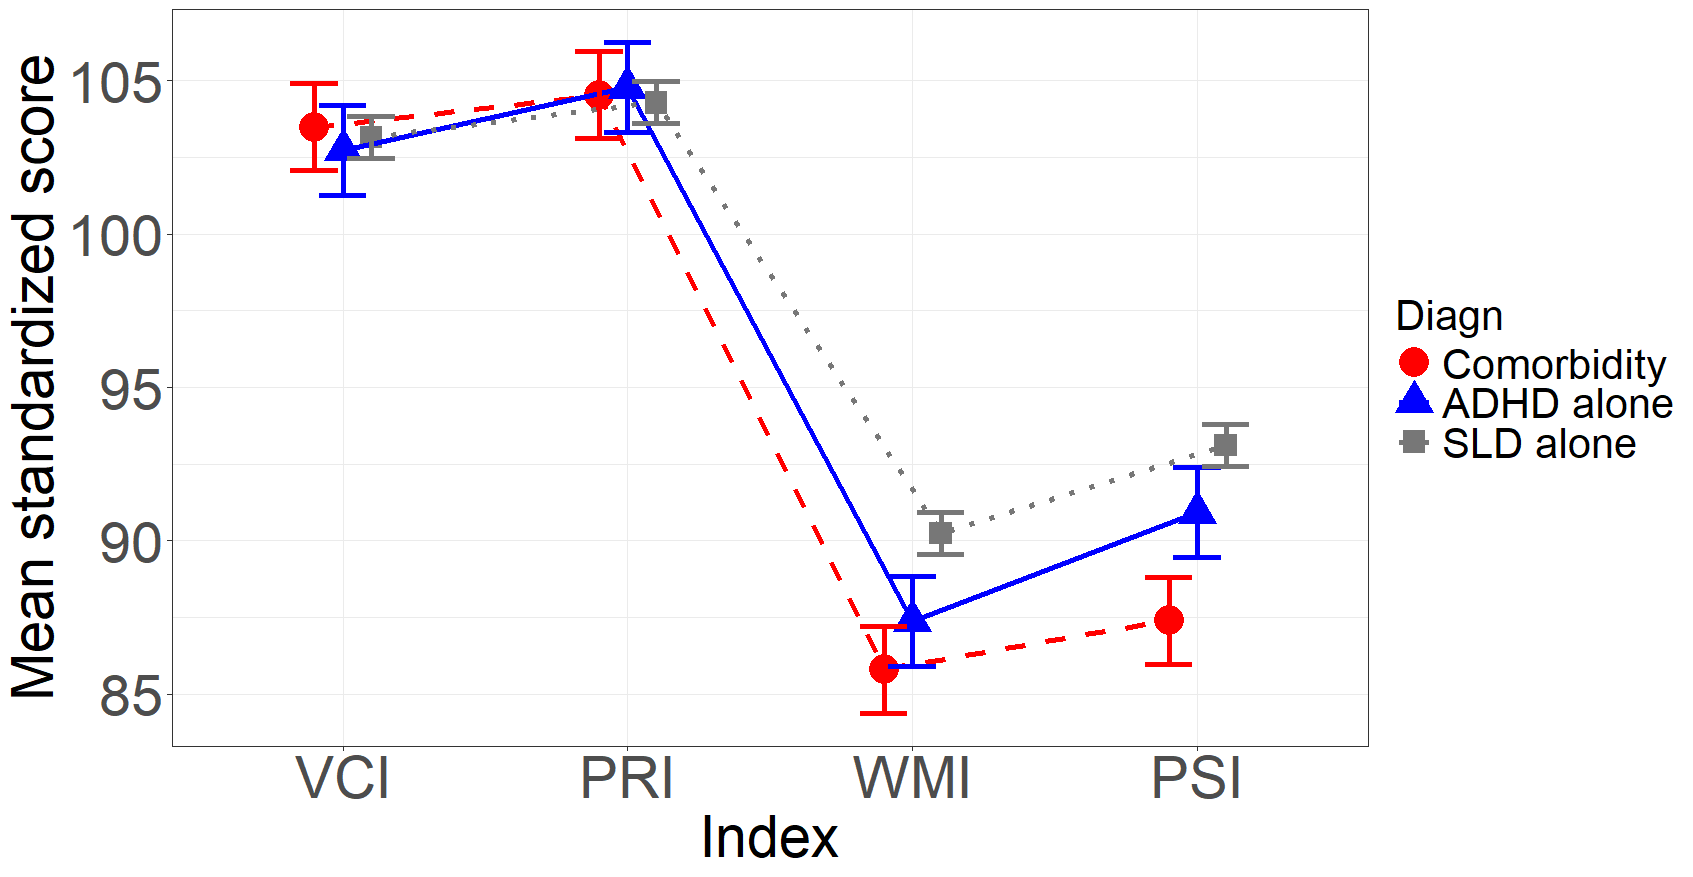 Mean standardized score
105
100
95
90
85
VCI PRI WMI PSI
Index
Diagn
Comorbidity
ADHD alone
SLD alone